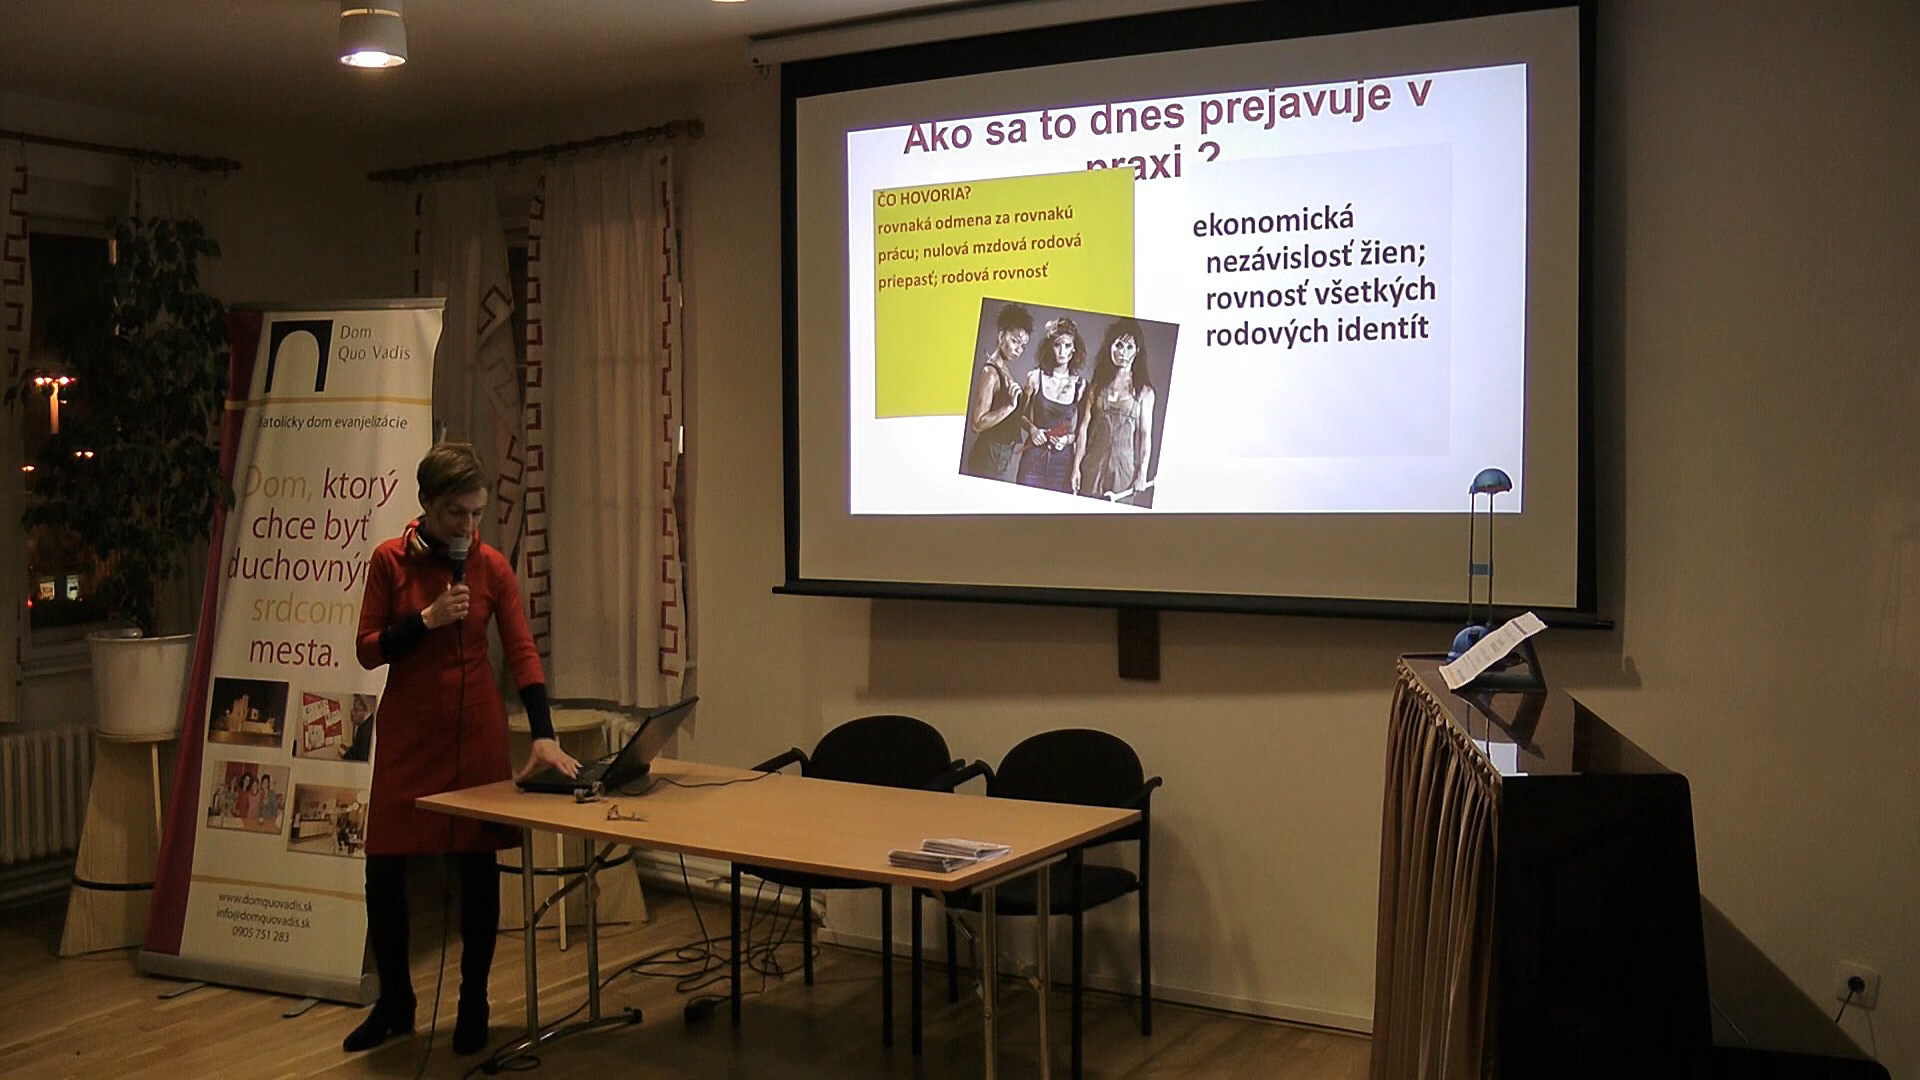 Ako sa to dnes prejavuje v
praxi ?
ČO HOVORIA?
rovnaká odmena za rovnakú
prácu; nulová mzdová rodová
priepasť; rodová rovnosť
ekonomická
nezávislosť žien;
rovnosť všetkých
rodových identít
Dom
Quo Vadis
katolícky dom evanjelizácie
Dom, ktorý
chce byť
duchovným
srdcom
mesta.
www.domquovadis.sk
info@domquovadis.sk
0905 751 283